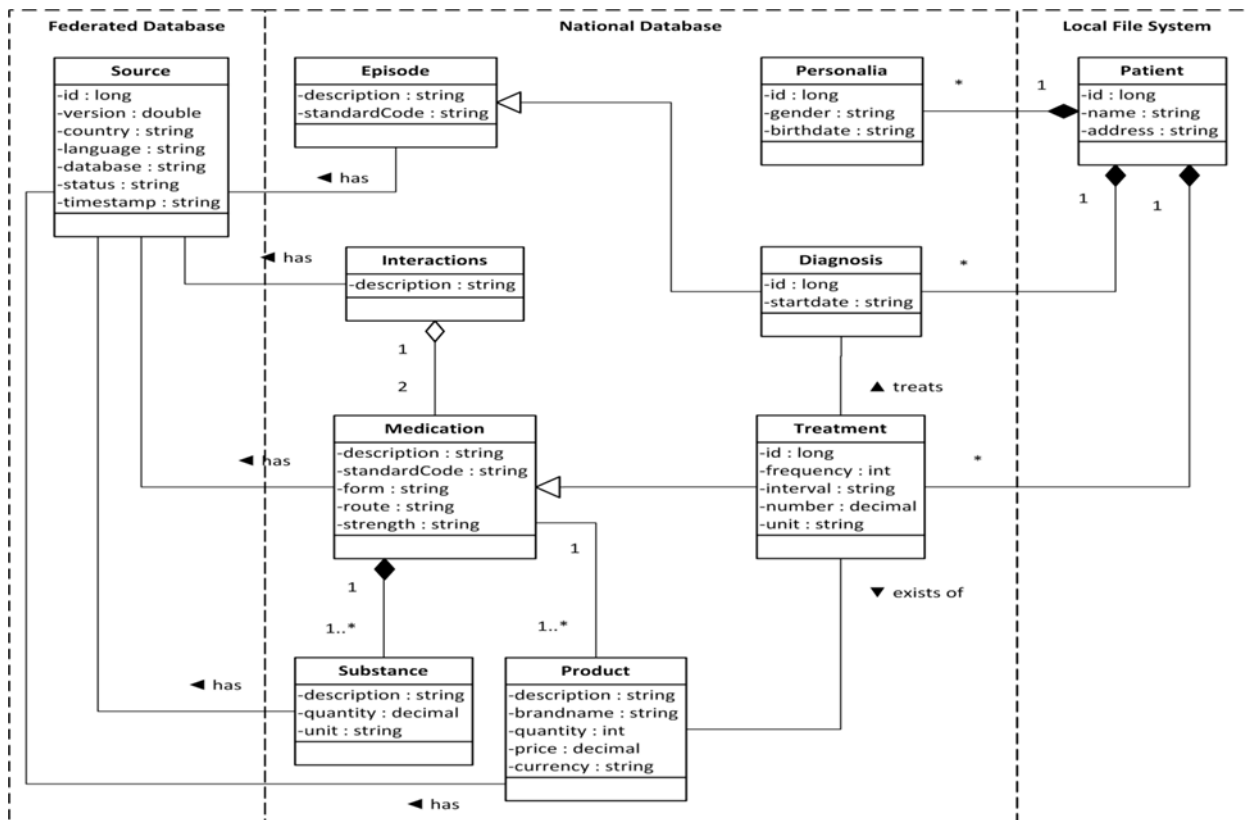 Federated Database
National Database
Local File System
Source
-id : long
-version : double
-country : string
-language : string
-database : string
-status : string
-timestamp : string
Episode
-description : string
-standardCode : string
Personalia
-id : long
-gender : string
-birthdate : string
*
1
Patient
-id : long
-name : string
-address : string
◄ has
1
1
◄ has
Interactions
-description : string
Diagnosis
-id : long
-startdate : string
*
1
2
▲ treats
Medication
-description : string
-standardCode : string
-form : string
-route : string
-strength : string
◄ has
Treatment
-id : long
-frequency : int
-interval : string
-number : decimal
-unit : string
*
1
1
▼ exists of
1..*
1..*
Substance
-description : string
-quantity : decimal
-unit : string
◄ has
Product
-description : string
-brandname : string
-quantity : int
-price : decimal
-currency : string
◄ has